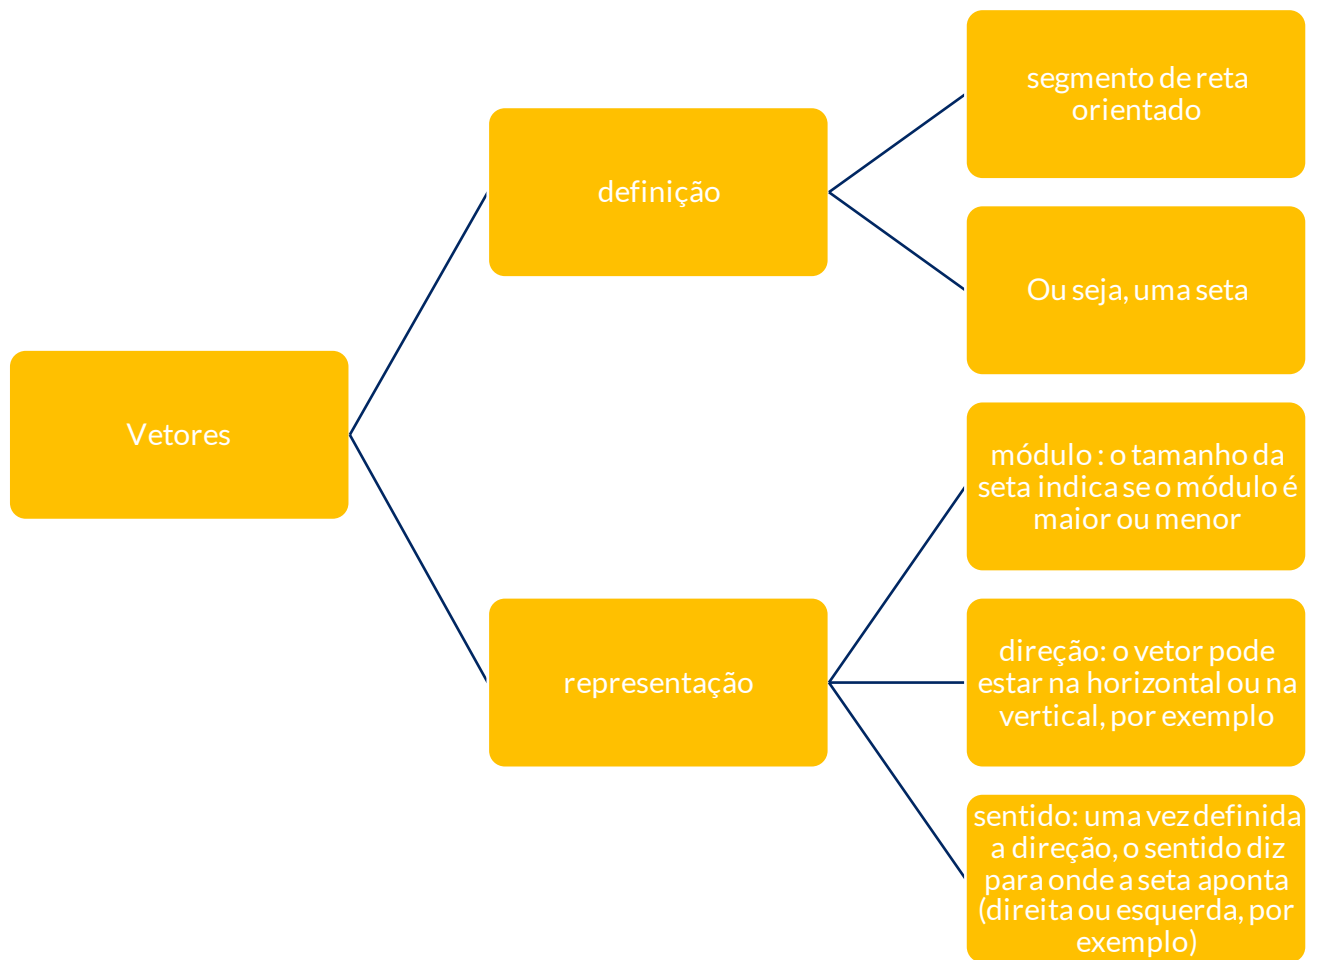 Vetores
definição
segmento de reta
orientado
Ou seja, uma seta
representação
módulo : o tamanho da
seta indica se o módulo é
maior ou menor
direção: o vetor pode
estar na horizontal ou na
vertical, por exemplo
sentido: uma vez definida
a direção, o sentido diz
para onde a seta aponta
(direita ou esquerda, por
exemplo)